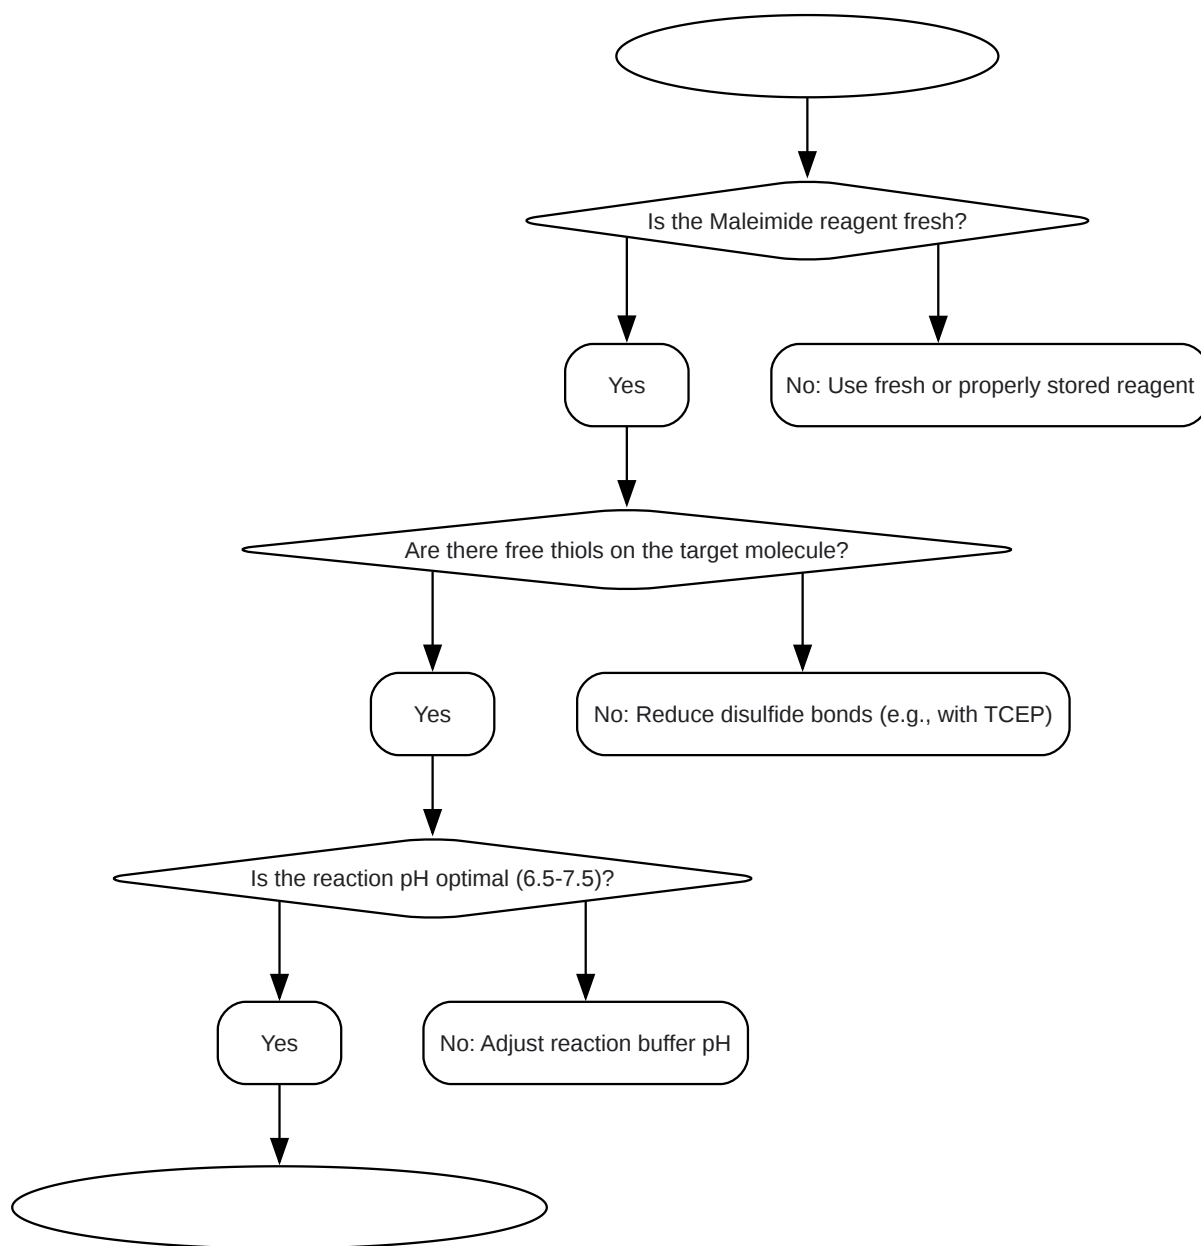 Is the Maleimide reagent fresh?
Yes
No: Use fresh or properly stored reagent
Are there free thiols on the target molecule?
Yes
No: Reduce disulfide bonds (e.g., with TCEP)
Is the reaction pH optimal (6.5-7.5)?
Yes
No: Adjust reaction buffer pH